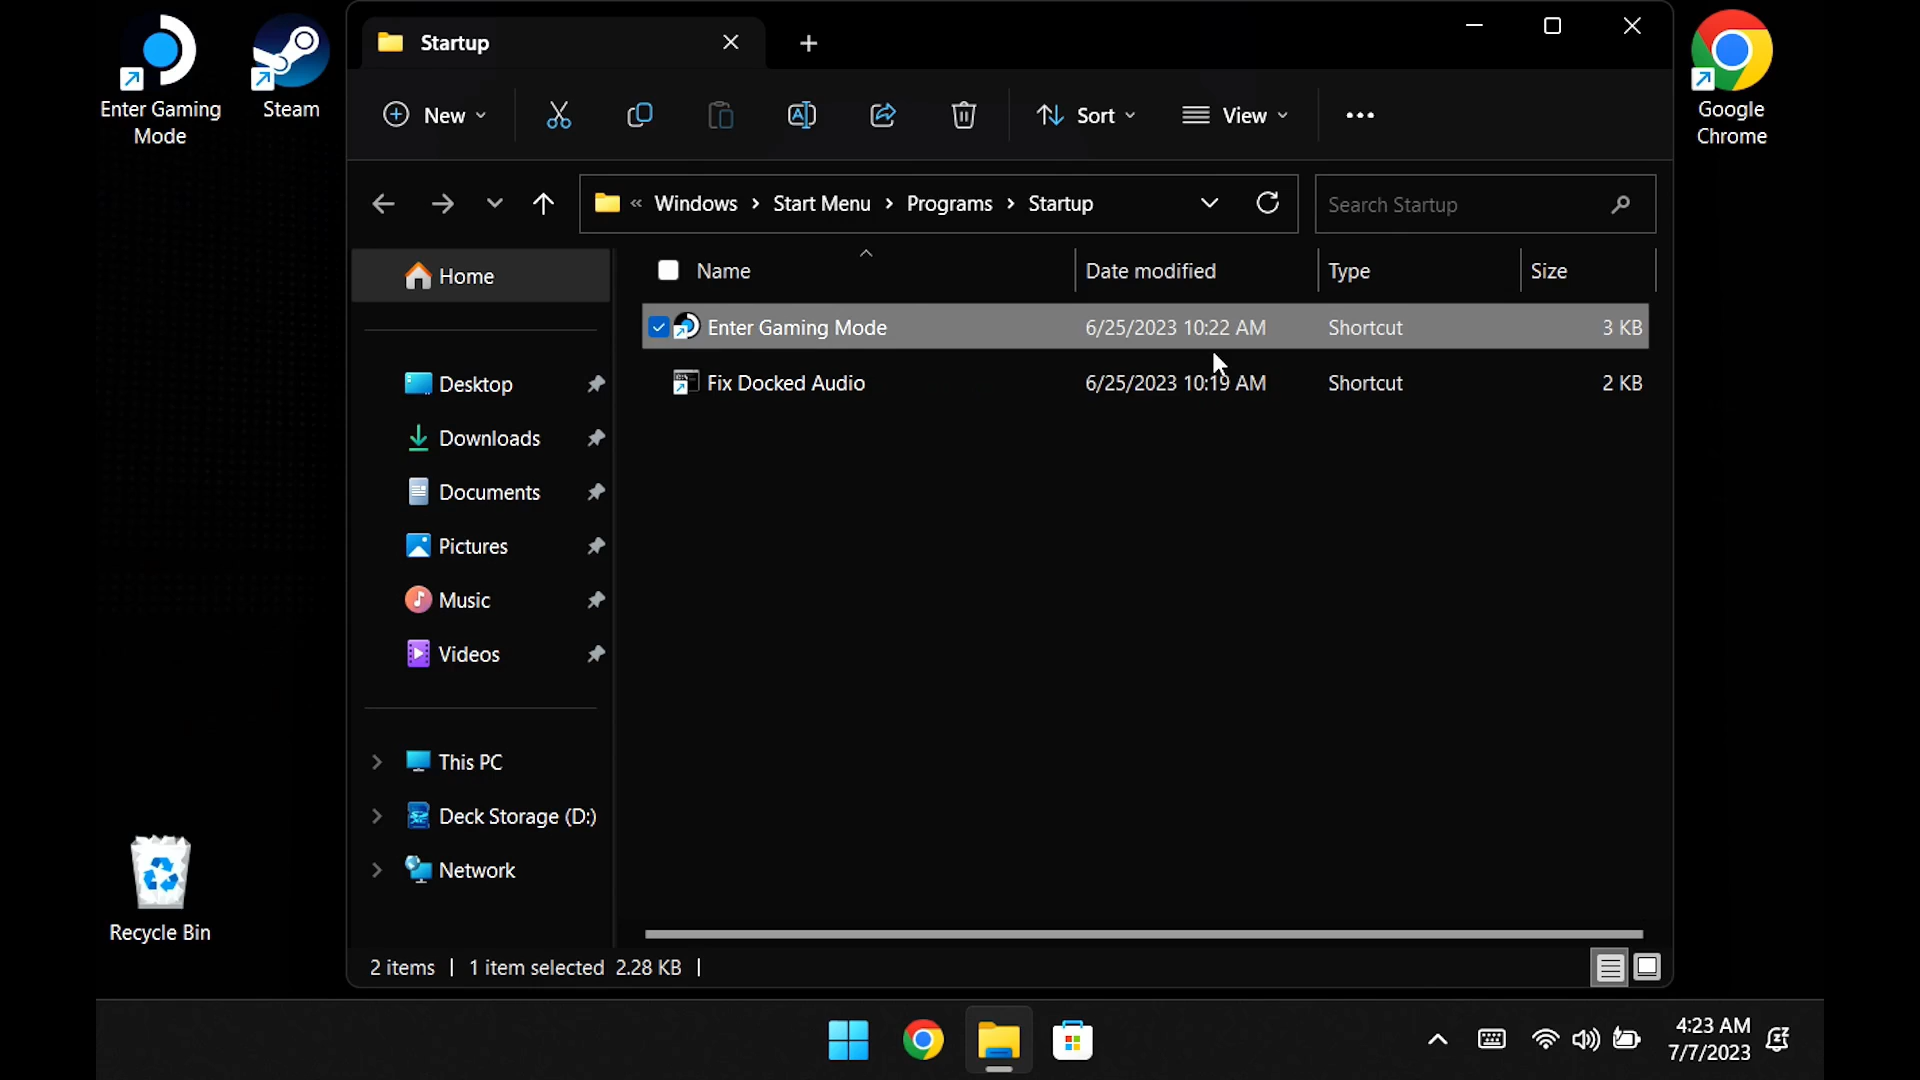 Enter Gaming
Mode
Steam
Startup
Google
Chrome
New
Sort
View
« Windows › Start Menu › Programs › Startup
Search Startup
Home
Desktop
Downloads
Documents
Pictures
Music
Videos
This PC
Deck Storage (D:)
Network
Name Date modified Type Size
Enter Gaming Mode 6/25/2023 10:22 AM Shortcut 3 KB
Fix Docked Audio 6/25/2023 10:19 AM Shortcut 2 KB
Recycle Bin
2 items | 1 item selected 2.28 KB |
4:23 AM
7/7/2023